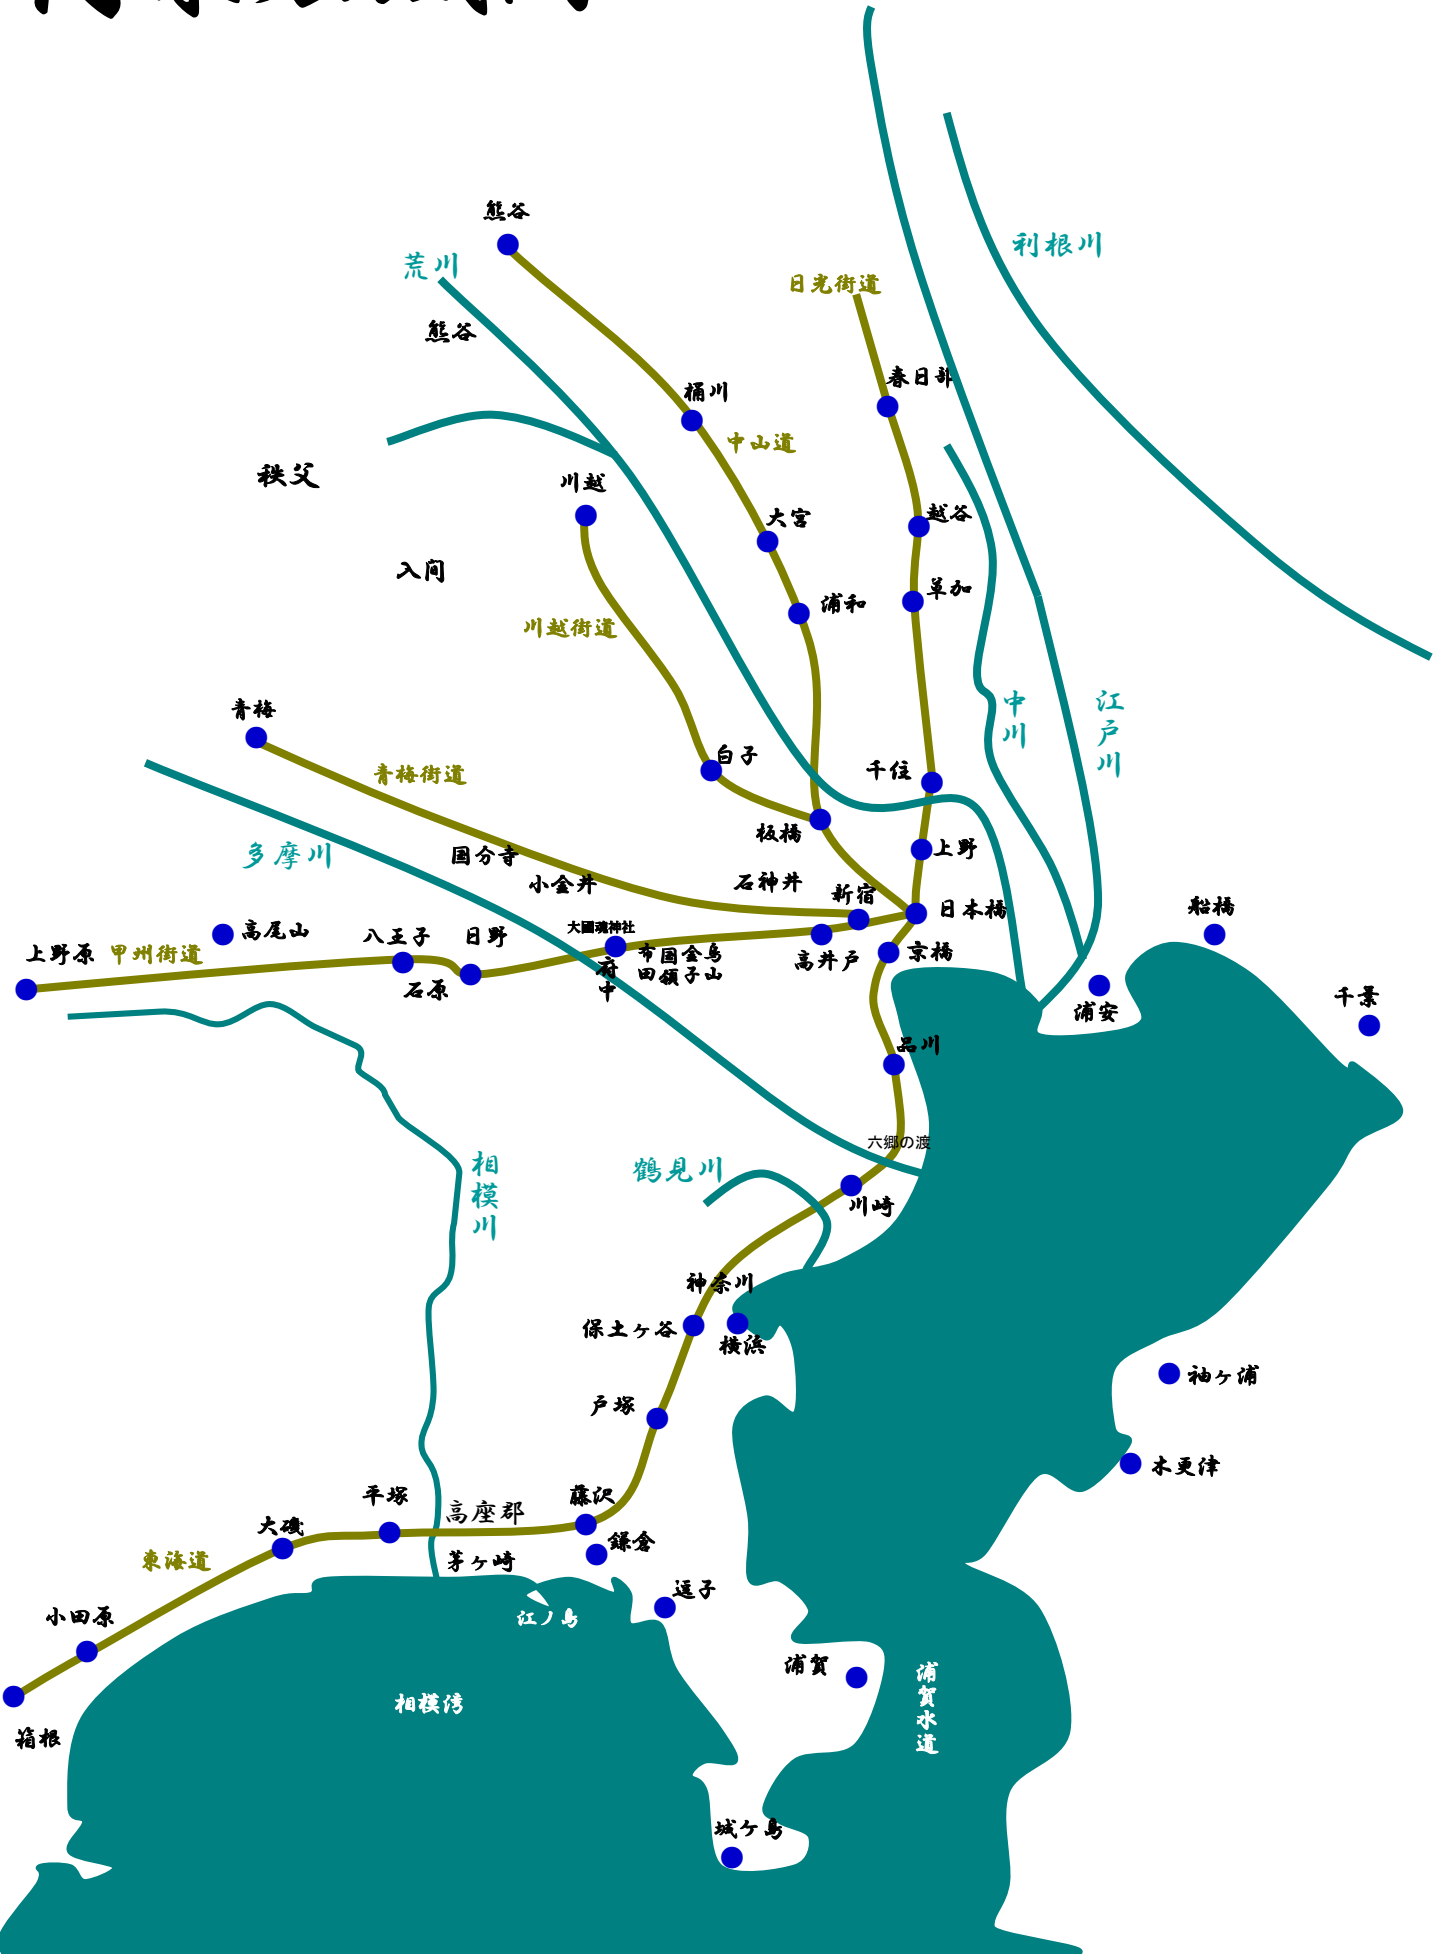 熊谷
利根川
荒川
日光街道
熊谷
春日部
桶川
中山道
秩父
川越
大宮
越谷
入間
草加
浦和
川越街道
中川
江戸川
青梅
白子
千住
青梅街道
板橋
多摩川
国分寺
上野
小金井
石神井
新宿
日本橋
船橋
高尾山
大國魂神社
八王子
日野
上野原
甲州街道
布田
国領
金子
烏山
高井戸
京橋
府中
石原
千葉
浦安
品川
六郷の渡
相模川
鶴見川
川崎
神奈川
保土ヶ谷
横浜
袖ヶ浦
戸塚
木更津
平塚
藤沢
高座郡
大磯
鎌倉
東海道
茅ヶ崎
逗子
小田原
江ノ島
浦賀
浦賀水道
相模湾
箱根
城ケ島